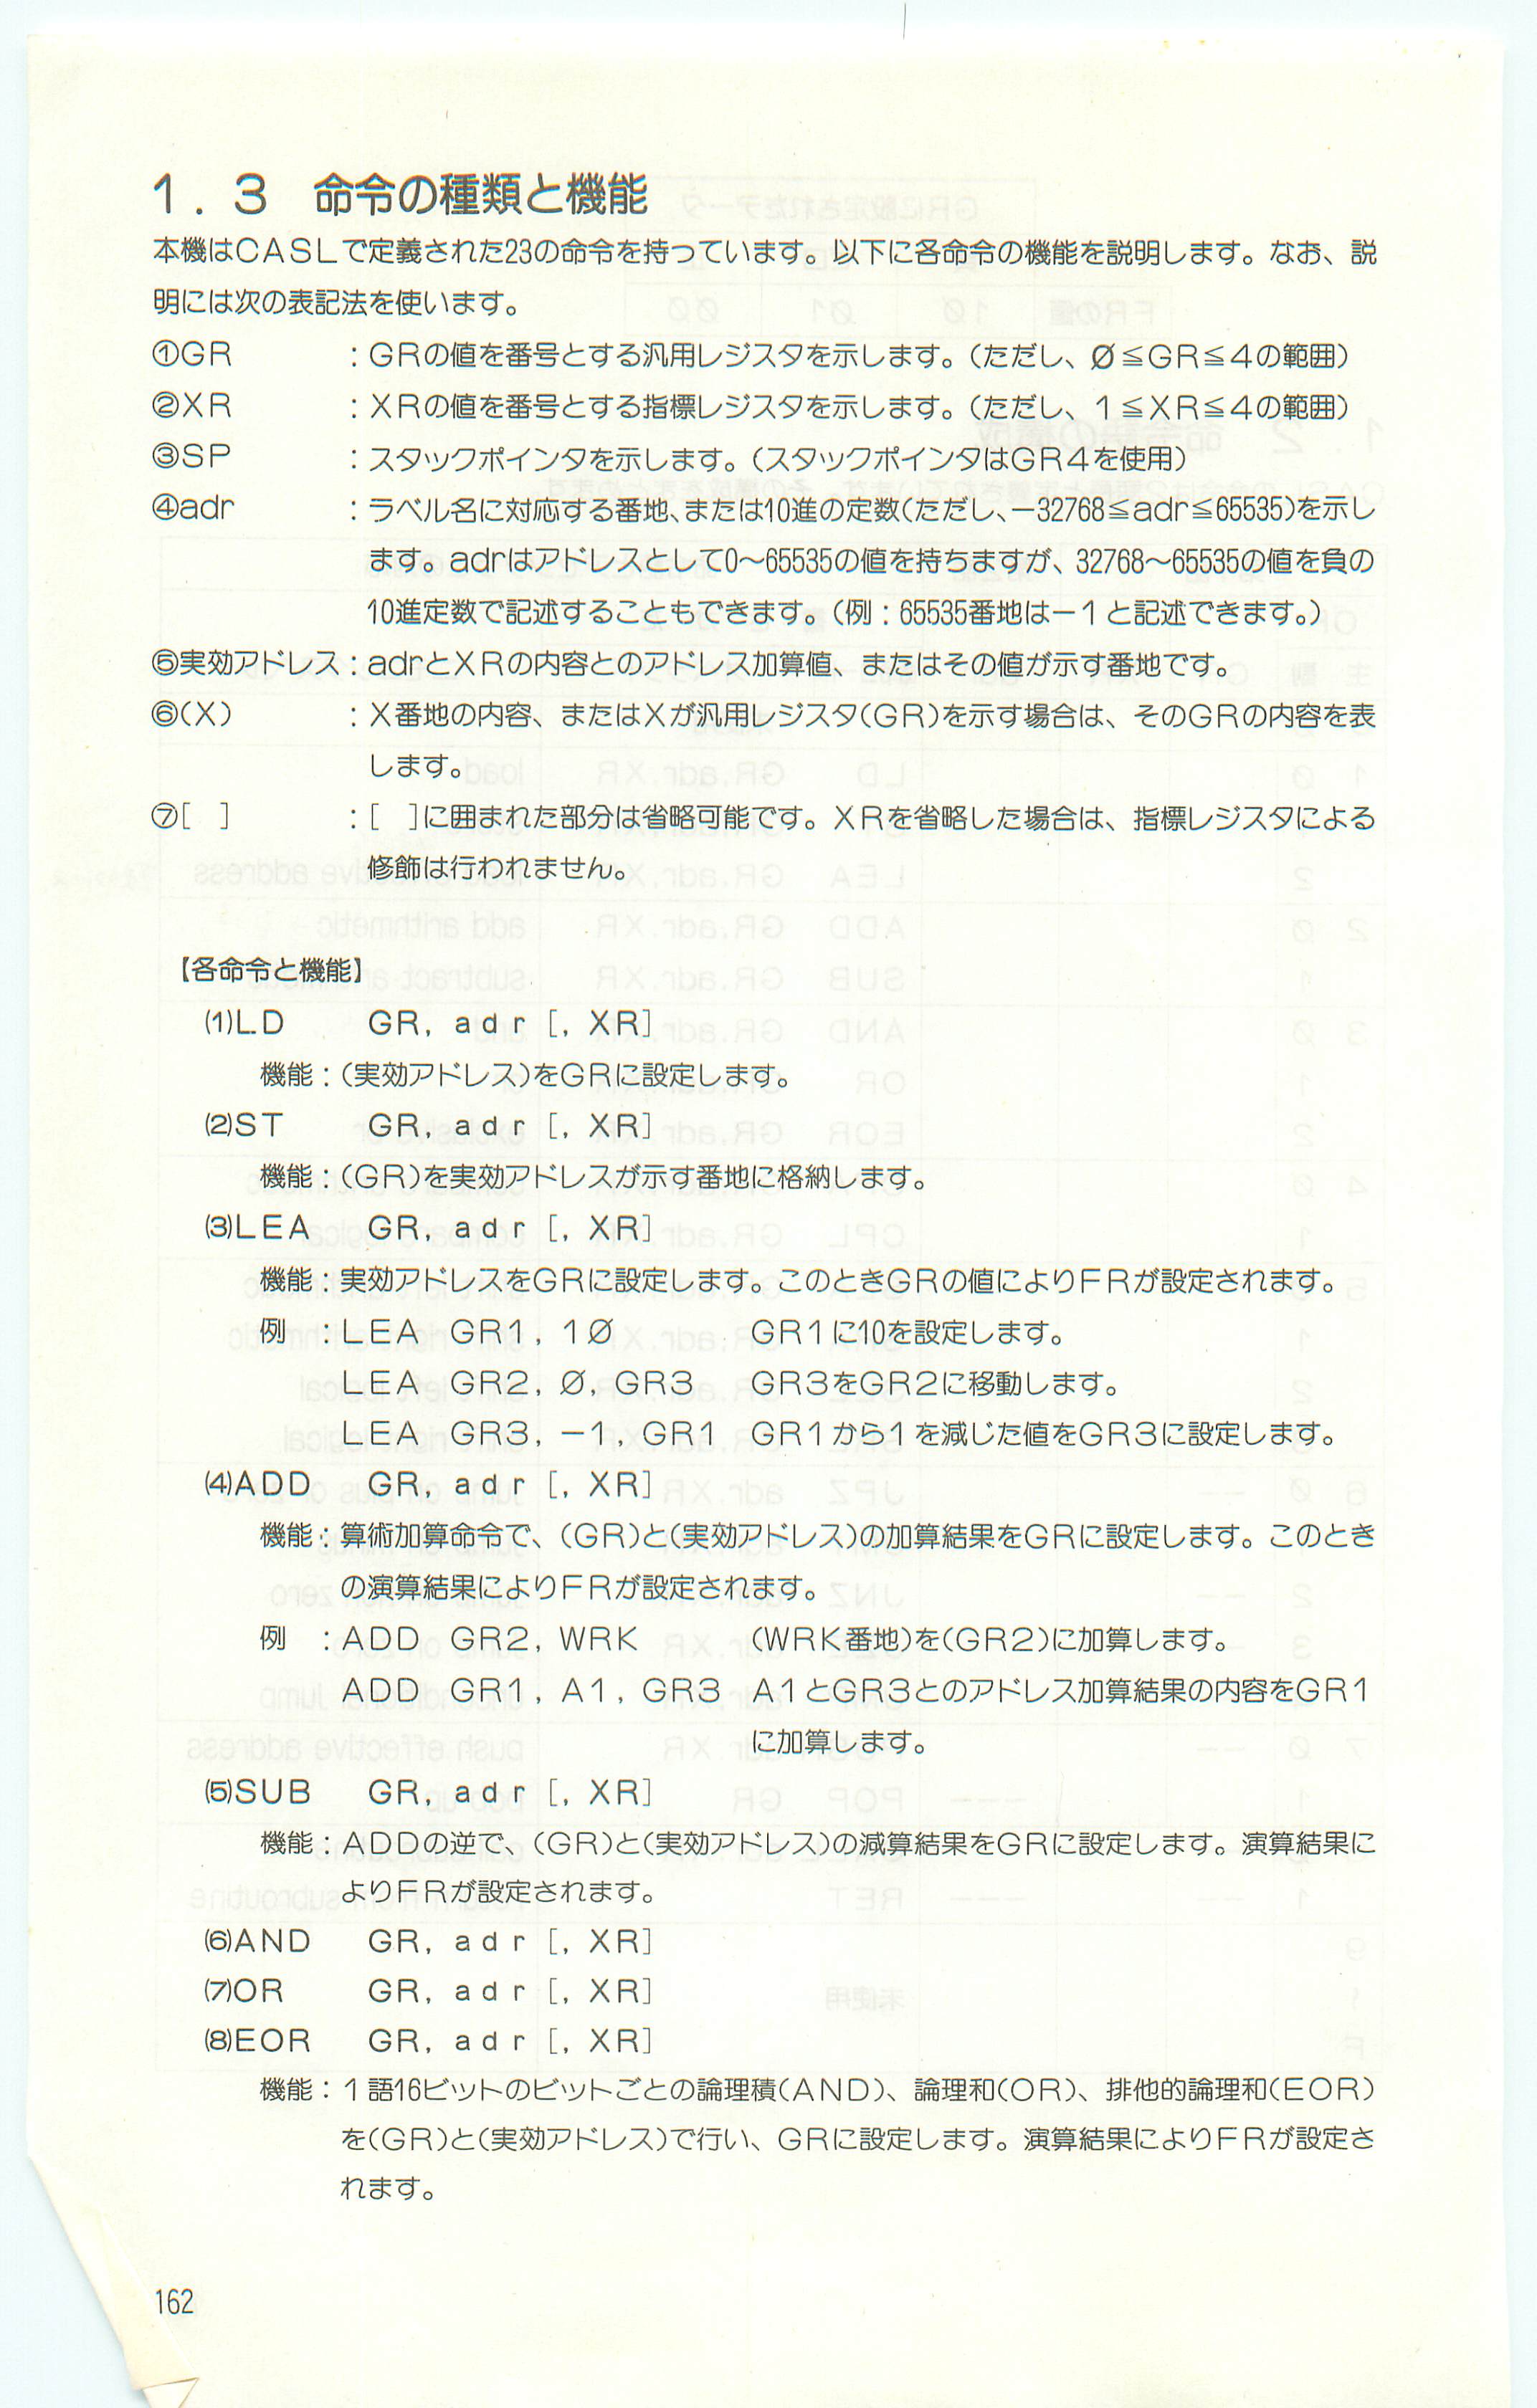 1．3　命令の種類と機能
本機はCASLで定義された23の命令を持っています。以下に各命令の機能を説明します。なお、説
明には次の表記法を使います。
①GR　：GRの値を番号とする汎用レジスタを示します。(ただし、0≦GR≦4の範囲)
②XR　：XRの値を番号とする指標レジスタを示します。(ただし、1≦XR≦4の範囲)
③SP　：スタックポインタを示します。(スタックポインタはGR4を使用)
④adr　：ラベル名に対応する番地、または10進の定数(ただし、－32768≦adr≦65535)を示し
ます。adrはアドレスとして0～65535の値を持ちますが、32768～65535の値を負の
10進定数で記述することもできます。(例：65535番地は－1と記述できます。)
⑤実効アドレス：adrとXRの内容とのアドレス加算値、またはその値が示す番地です。
⑥(X)　：X番地の内容、またはXが汎用レジスタ(GR)を示す場合は、そのGRの内容を表
します。
⑦[　]　：[　]に囲まれた部分は省略可能です。XRを省略した場合は、指標レジスタによる
修飾は行われません。
【各命令と機能】
(1)LD　GR, adr [, XR]
機能：(実効アドレス)をGRに設定します。
(2)ST　GR, adr [, XR]
機能：(GR)を実効アドレスが示す番地に格納します。
(3)LEA　GR, adr [, XR]
機能：実効アドレスをGRに設定します。このときGRの値によりFRが設定されます。
例　：LEA　GR1, 10　GR1に10を設定します。
LEA　GR2, 0, GR3　GR3をGR2に移動します。
LEA　GR3, －1, GR1　GR1から1を減じた値をGR3に設定します。
(4)ADD　GR, adr [, XR]
機能：算術加算命令で、(GR)と(実効アドレス)の加算結果をGRに設定します。このとき
の演算結果によりFRが設定されます。
例　：ADD　GR2, WRK　(WRK番地)を(GR2)に加算します。
ADD　GR1, A1, GR3　A1とGR3とのアドレス加算結果の内容をGR1
に加算します。
(5)SUB　GR, adr [, XR]
機能：ADDの逆で、(GR)と(実効アドレス)の減算結果をGRに設定します。演算結果に
よりFRが設定されます。
(6)AND　GR, adr [, XR]
(7)OR　GR, adr [, XR]
(8)EOR　GR, adr [, XR]
機能：1語16ビットのビットごとの論理積(AND)、論理和(OR)、排他的論理和(EOR)
を(GR)と(実効アドレス)で行い、GRに設定します。演算結果によりFRが設定さ
れます。
162